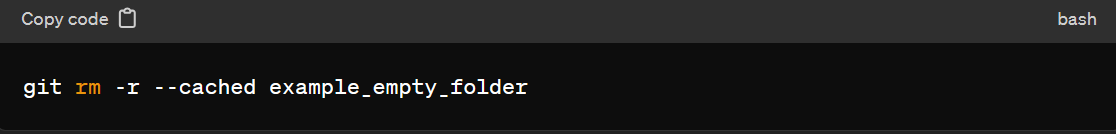 Copy code
bash
git rm -r --cached example_empty_folder